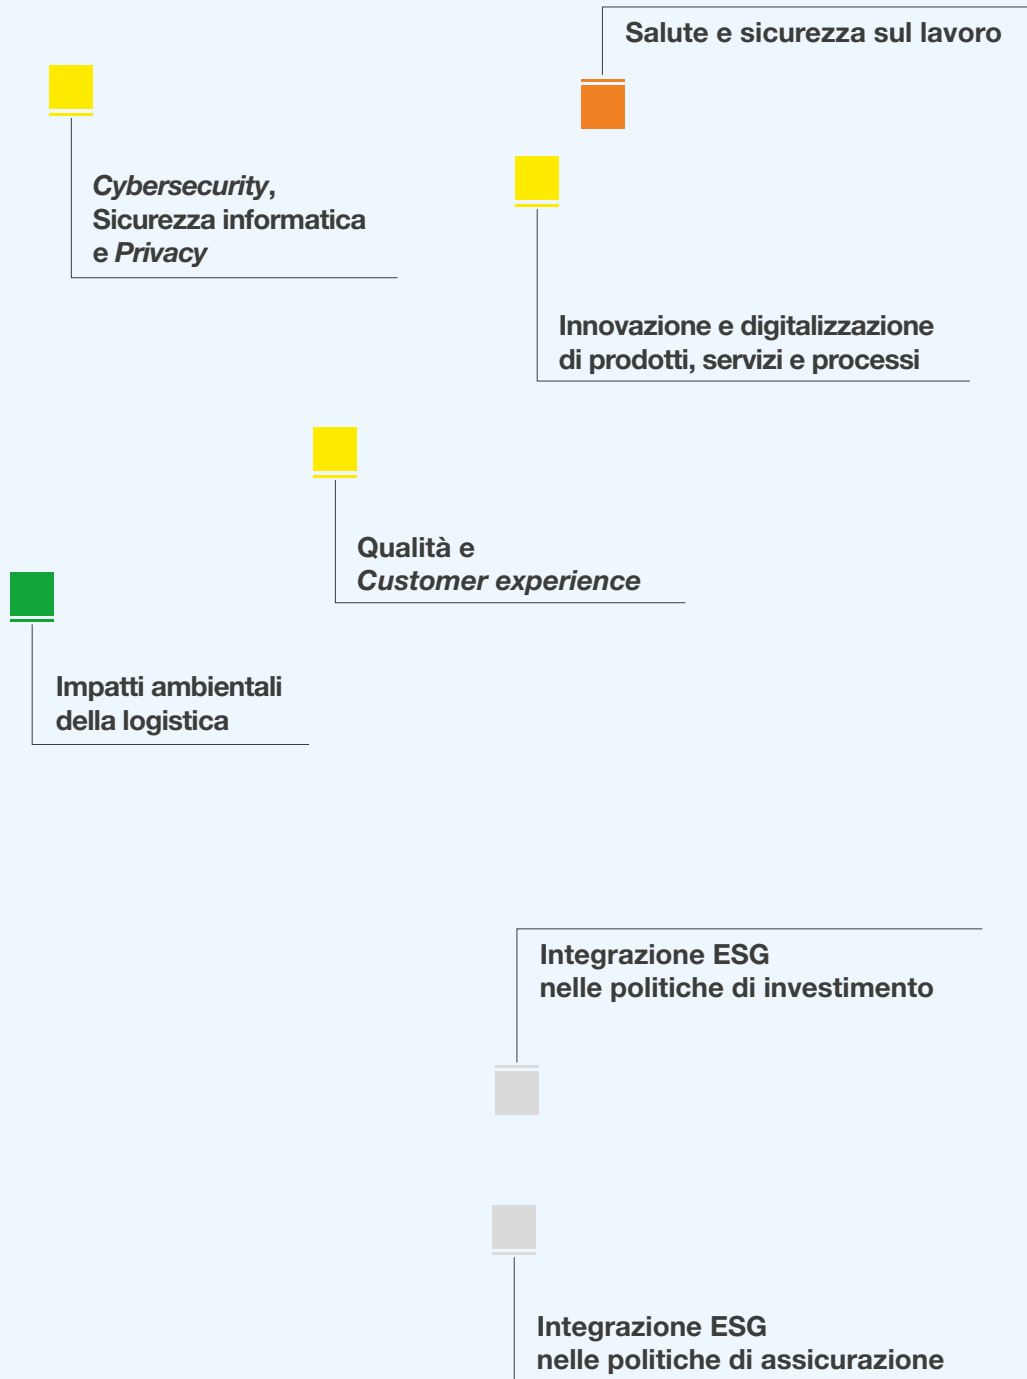 Salute e sicurezza sul lavoro
Cybersecurity,
Sicurezza informatica
e Privacy
Innovazione e digitalizzazione
di prodotti, servizi e processi
Qualità e
Customer experience
Impatti ambientali
della logistica
Integrazione ESG
nelle politiche di investimento
Integrazione ESG
nelle politiche di assicurazione